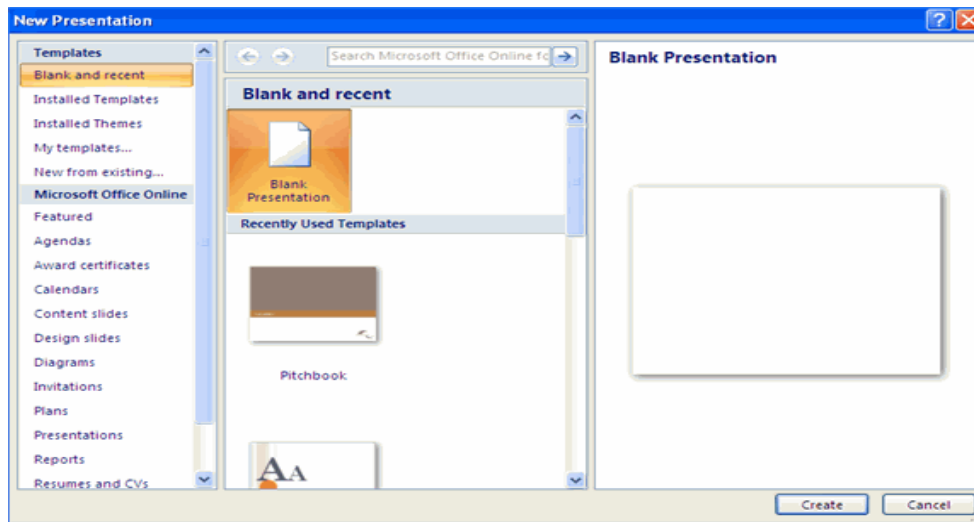 New Presentation
Templates
Blank and recent
Installed Templates
Installed Themes
My templates...
New from existing...
Microsoft Office Online
Featured
Agendas
Award certificates
Calendars
Content slides
Design slides
Diagrams
Invitations
Plans
Presentations
Reports
Resumes and CVs
Search Microsoft Office Online fo
Blank and recent
Blank
Presentation
Recently Used Templates
Pitchbook
AA
Blank Presentation
Create
Cancel